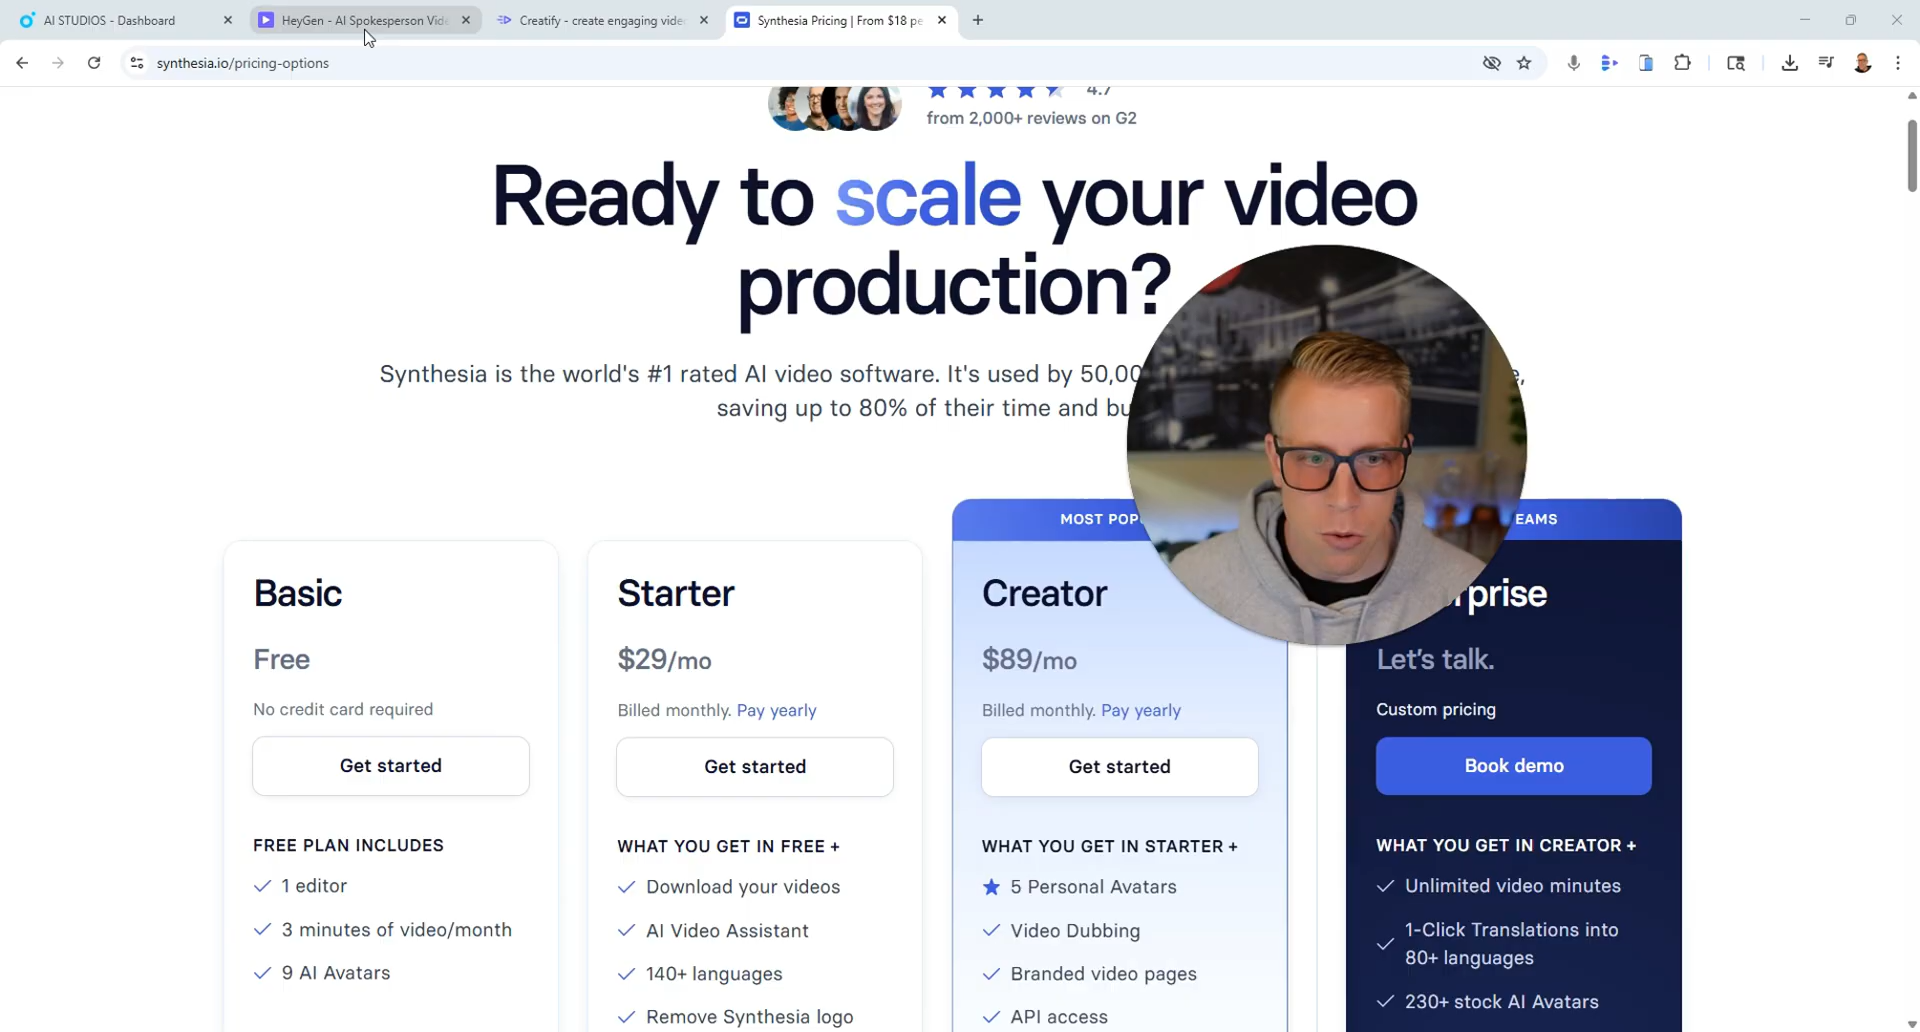 AI STUDIOS - Dashboard
HeyGen - AI Spokesperson Vide
Creatify - create engaging vide
Synthesia Pricing | From $18 pe
synthesia.io/pricing-options
4.7
from 2,000+ reviews on G2
Ready to scale your video
production?
Synthesia is the world's #1 rated AI video software. It's used by 50,00
saving up to 80% of their time and bu
MOST POP
EAMS
Basic
Free
No credit card required
Get started
FREE PLAN INCLUDES
1 editor
3 minutes of video/month
9 AI Avatars
Starter
$29/mo
Billed monthly. Pay yearly
Get started
WHAT YOU GET IN FREE +
Download your videos
AI Video Assistant
140+ languages
Remove Synthesia logo
Creator
$89/mo
Billed monthly. Pay yearly
Get started
WHAT YOU GET IN STARTER +
5 Personal Avatars
Video Dubbing
Branded video pages
API access
rprise
Let's talk.
Custom pricing
Book demo
WHAT YOU GET IN CREATOR +
Unlimited video minutes
1-Click Translations into
80+ languages
230+ stock AI Avatars